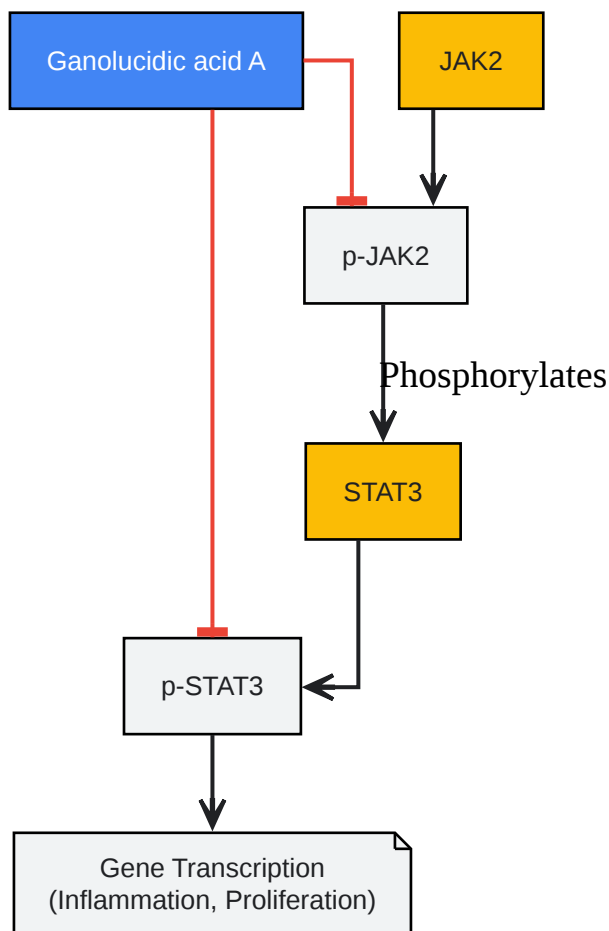 Ganolucidic acid A
JAK2
p-JAK2
Phosphorylates
STAT3
p-STAT3
Gene Transcription
(Inflammation, Proliferation)